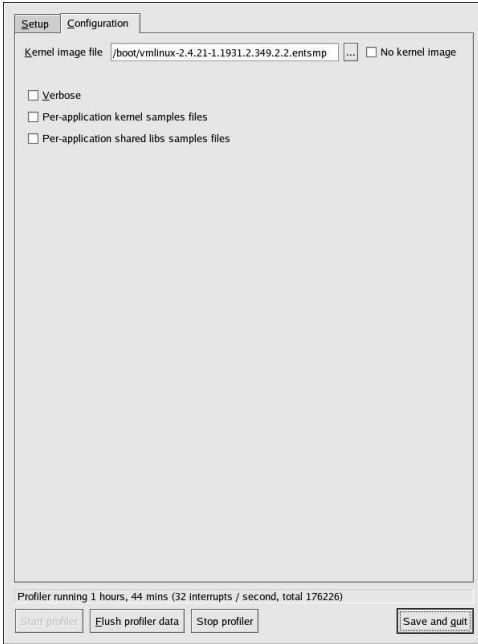 Setup Configuration
Kernel image file /boot/vmlinux-2.4.21-1.1931.2.349.2.2.entsmp ... No kernel image
Verbose
Per-application kernel samples files
Per-application shared libs samples files
Profiler running 1 hours, 44 mins (32 interrupts / second, total 176226)
Start profiler Flush profiler data Stop profiler Save and quit